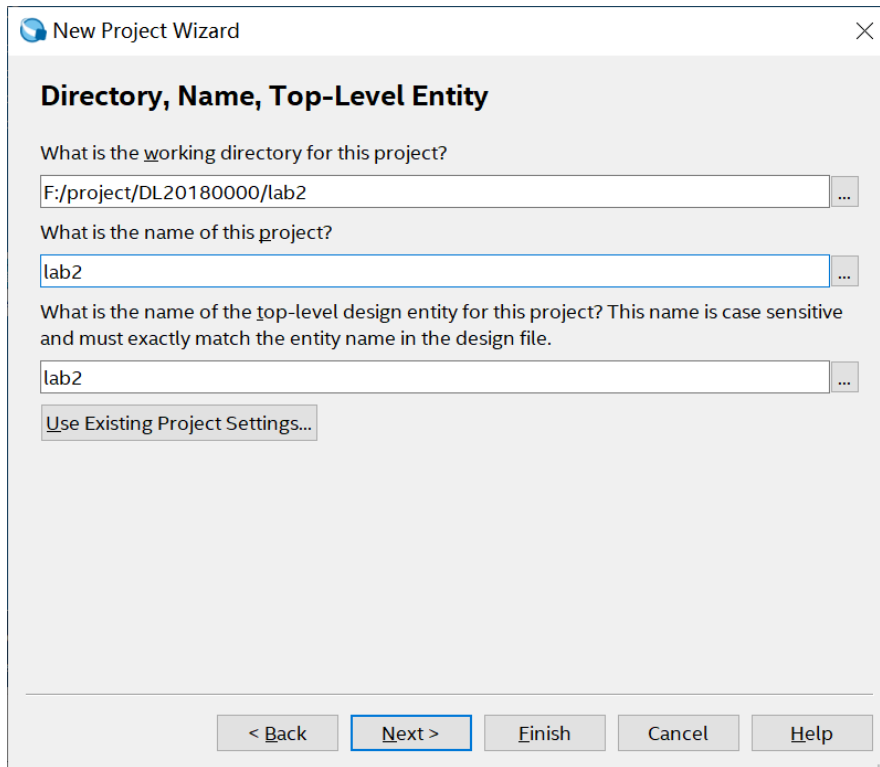 New Project Wizard
Directory, Name, Top-Level Entity
What is the working directory for this project?
F:/project/DL20180000/lab2
...
What is the name of this project?
lab2
...
What is the name of the top-level design entity for this project? This name is case sensitive
and must exactly match the entity name in the design file.
lab2
...
Use Existing Project Settings...
< Back
Next >
Finish
Cancel
Help